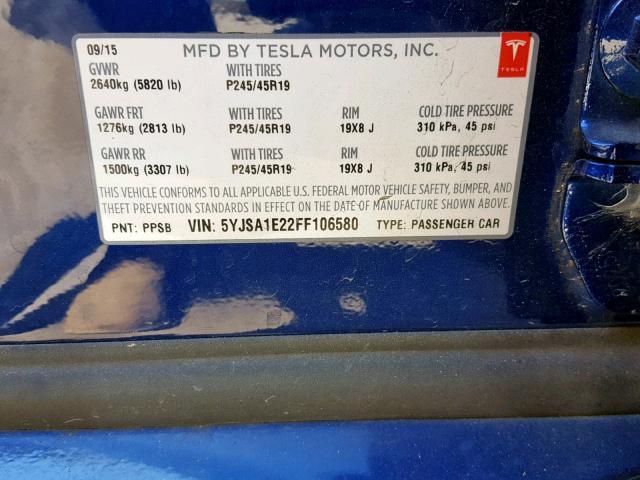 09/15 MFD BY TESLA MOTORS, INC.
TESLA
GVWR WITH TIRES
2640kg (5820 lb) P245/45R19
GAWR FRT WITH TIRES RIM COLD TIRE PRESSURE
1276kg (2813 lb) P245/45R19 19X8 J 310 kPa, 45 psi
GAWR RR WITH TIRES RIM COLD TIRE PRESSURE
1500kg (3307 lb) P245/45R19 19X8 J 310 kPa, 45 psi
THIS VEHICLE CONFORMS TO ALL APPLICABLE U.S. FEDERAL MOTOR VEHICLE SAFETY, BUMPER, AND
THEFT PREVENTION STANDARDS IN EFFECT ON THE DATE OF MANUFACTURE SHOWN ABOVE.
PNT: PPSB VIN: 5YJSA1E22FF106580 TYPE: PASSENGER CAR